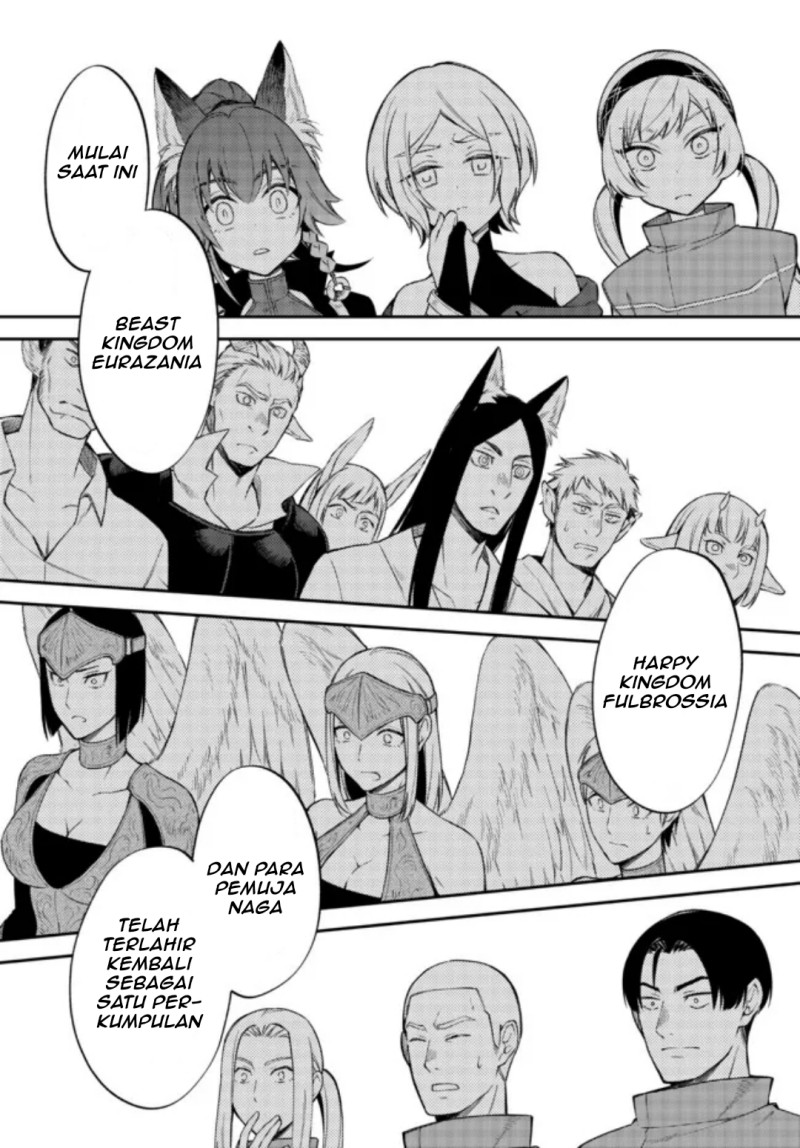 MULAI
SAAT INI
BEAST
KINGDOM
EURAZANIA
HARPY
KINGDOM
FULBROSSIA
DAN PARA
PEMUJA
NAGA
TELAH
TERLAHIR
KEMBALI
SEBAGAI
SATU PER-
KUMPULAN